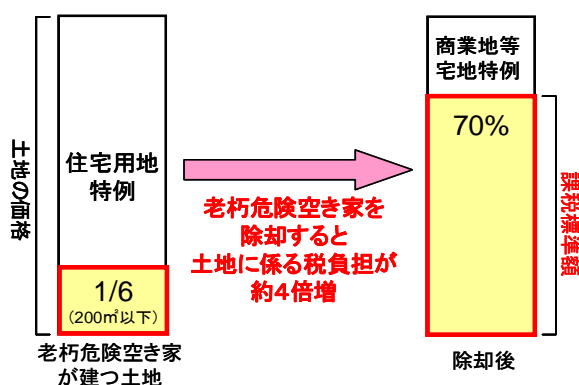 土地の価格
住宅用地
特例
1/6
(200㎡以下)
老朽危険空き家
が建つ土地
老朽危険空き家を
除却すると
土地に係る税負担が
約4倍増
商業地等
宅地特例
70%
課税標準額
除却後